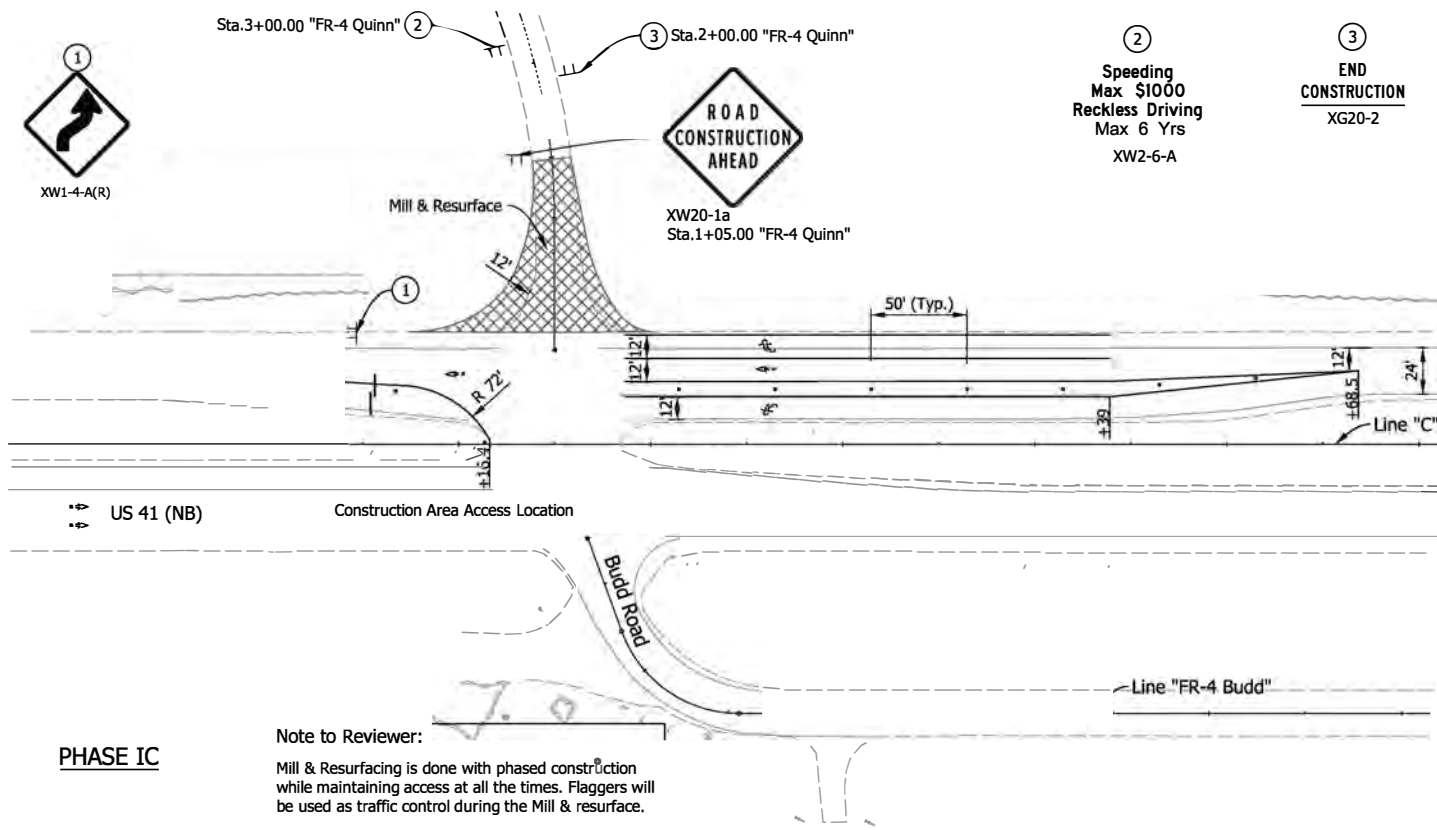 Sta.3+00.00 "FR-4 Quinn" 2
3 Sta.2+00.00 "FR-4 Quinn"
1
XW1-4-A(R)
ROAD
CONSTRUCTION
AHEAD
XW20-1a
Sta.1+05.00 "FR-4 Quinn"
2
Speeding
Max $1000
Reckless Driving
Max 6 Yrs
XW2-6-A
3
END
CONSTRUCTION
XG20-2
Mill & Resurface
12'
1
50' (Typ.)
12'
12'
12'
R 72'
+16.4
+39
12'
24'
+68.5
Line "C"
US 41 (NB)
Construction Area Access Location
Budd Road
Line "FR-4 Budd"
PHASE IC
Note to Reviewer:
Mill & Resurfacing is done with phased construction
while maintaining access at all the times. Flaggers will
be used as traffic control during the Mill & resurface.